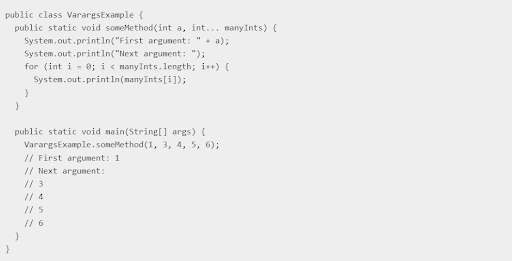 public class VarargsExample {
  public static void someMethod(int a, int... manyInts) {
    System.out.println("First argument: " + a);
    System.out.println("Next argument: ");
    for (int i = 0; i < manyInts.length; i++) {
      System.out.println(manyInts[i]);
    }
  }

  public static void main(String[] args) {
    VarargsExample.someMethod(1, 3, 4, 5, 6);
    // First argument: 1
    // Next argument:
    // 3
    // 4
    // 5
    // 6
  }
}